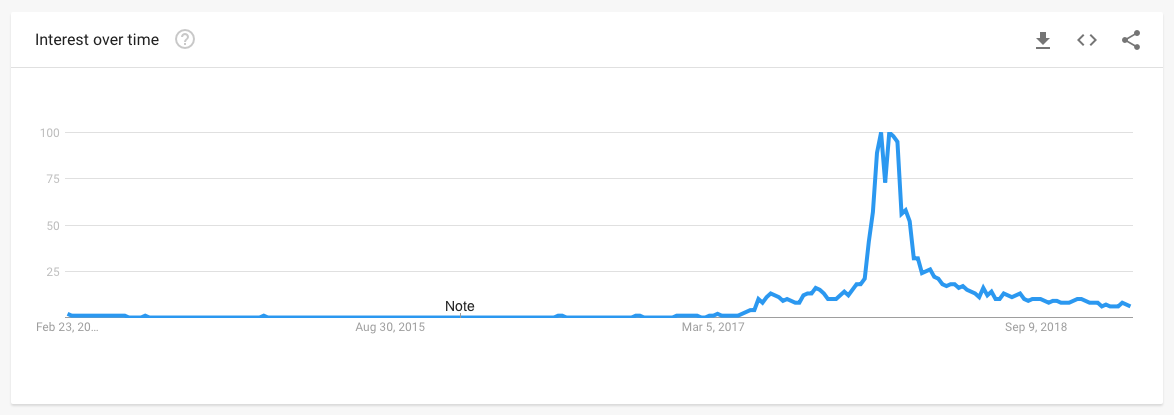 Interest over time
100
75
50
25
Note
Feb 23, 20...
Aug 30, 2015
Mar 5, 2017
Sep 9, 2018